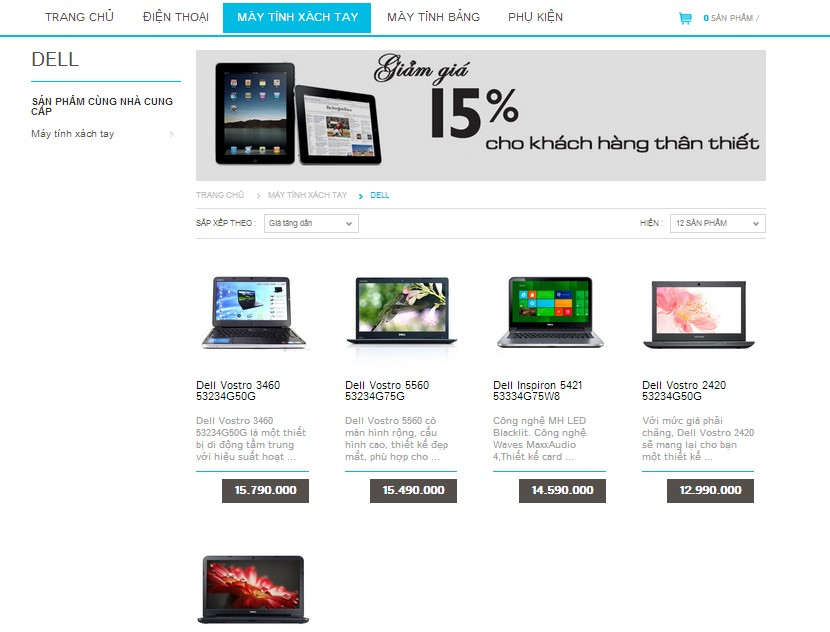 TRANG CHỦ ĐIỆN THOẠI MÁY TÍNH XÁCH TAY MÁY TÍNH BẢNG PHỤ KIỆN 0 SẢN PHẨM /
DELL
SẢN PHẨM CÙNG NHÀ CUNG
CẤP
Máy tính xách tay
Giảm giá
15%
cho khách hàng thân thiết
TRANG CHỦ > MÁY TÍNH XÁCH TAY > DELL
SẮP XẾP THEO : Giá tăng dần HIỆN : 12 SẢN PHẨM
Dell Vostro 3460
53234G50G
Dell Vostro 3460
53234G50G là một thiết
bị di động tầm trung
với hiệu suất hoạt ...
15.790.000
Dell Vostro 5560
53234G75G
Dell Vostro 5560 có
màn hình rộng, cấu
hình cao, thiết kế đẹp
mắt, phù hợp cho ...
15.490.000
Dell Inspiron 5421
53334G75W8
Công nghệ MH LED
Blacklit. Công nghệ
Waves MaxxAudio
4,Thiết kế card ...
14.590.000
Dell Vostro 2420
53234G50G
Với mức giá phải
chăng, Dell Vostro 2420
sẽ mang lại cho bạn
một thiết kế ...
12.990.000